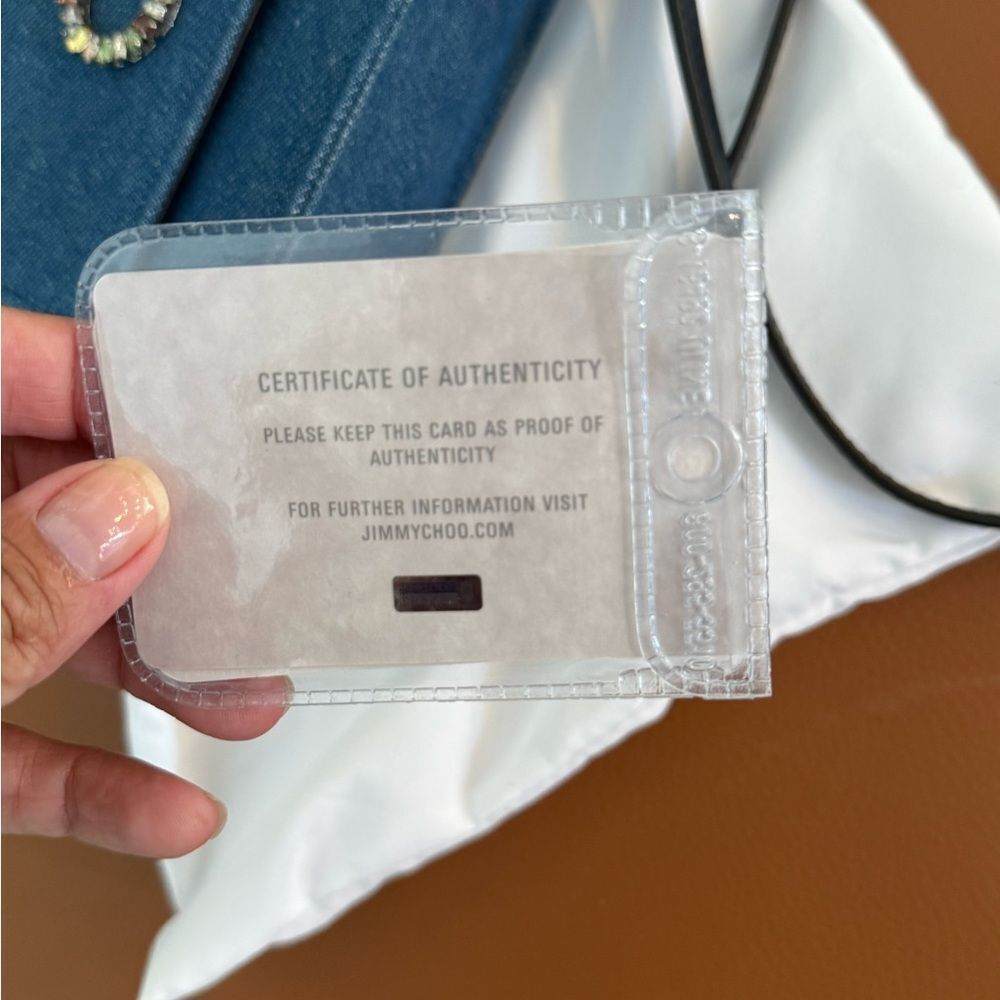 CERTIFICATE OF AUTHENTICITY
PLEASE KEEP THIS CARD AS PROOF OF
AUTHENTICITY
FOR FURTHER INFORMATION VISIT
JIMMYCHOO.COM